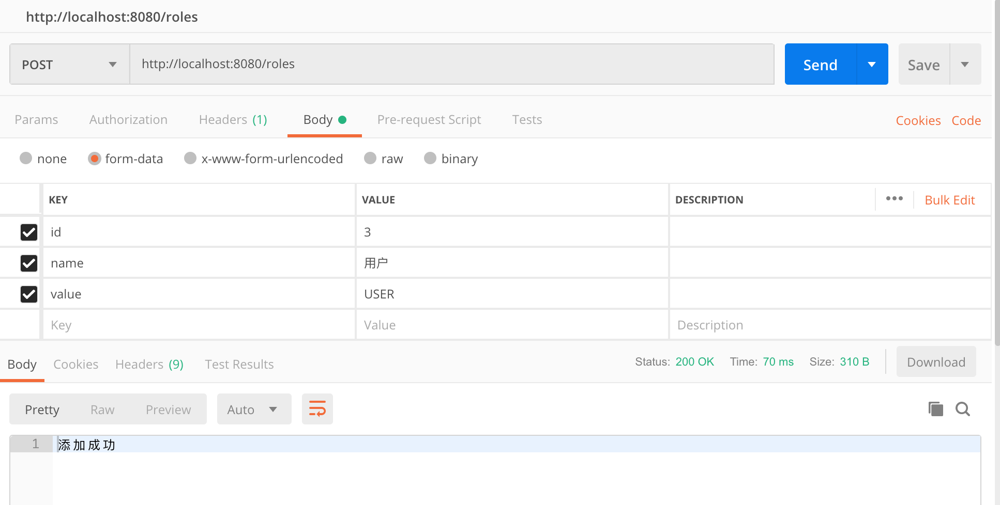 http://localhost:8080/roles
POST http://localhost:8080/roles Send Save
Params Authorization Headers (1) Body Pre-request Script Tests Cookies Code
none form-data x-www-form-urlencoded raw binary
KEY VALUE DESCRIPTION ••• Bulk Edit
id 3
name 用户
value USER
Key Value Description
Body Cookies Headers (9) Test Results Status: 200 OK Time: 70 ms Size: 310 B Download
Pretty Raw Preview Auto
1 添加成功